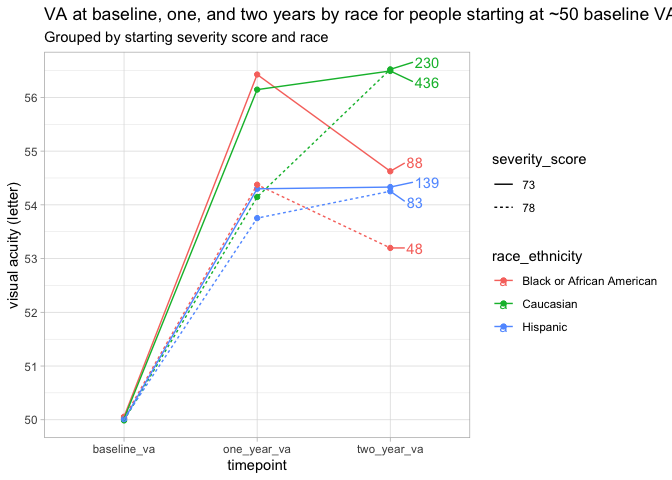 VA at baseline, one, and two years by race for people starting at ~50 baseline VA
Grouped by starting severity score and race
visual acuity (letter)
56
55
54
53
52
51
50
230
436
88
139
83
48
baseline_va
one_year_va
two_year_va
timepoint
severity_score
73
78
race_ethnicity
a Black or African American
a Caucasian
a Hispanic